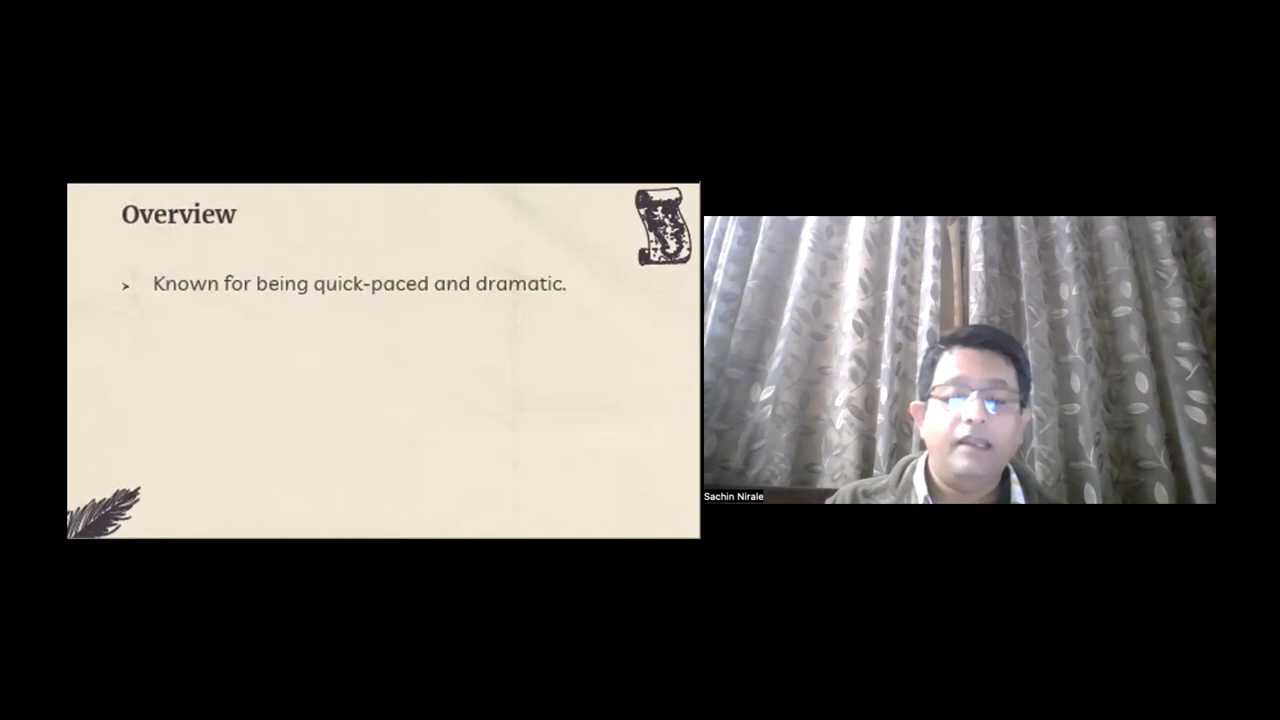 Overview
➢ Known for being quick-paced and dramatic.
Sachin Nirale